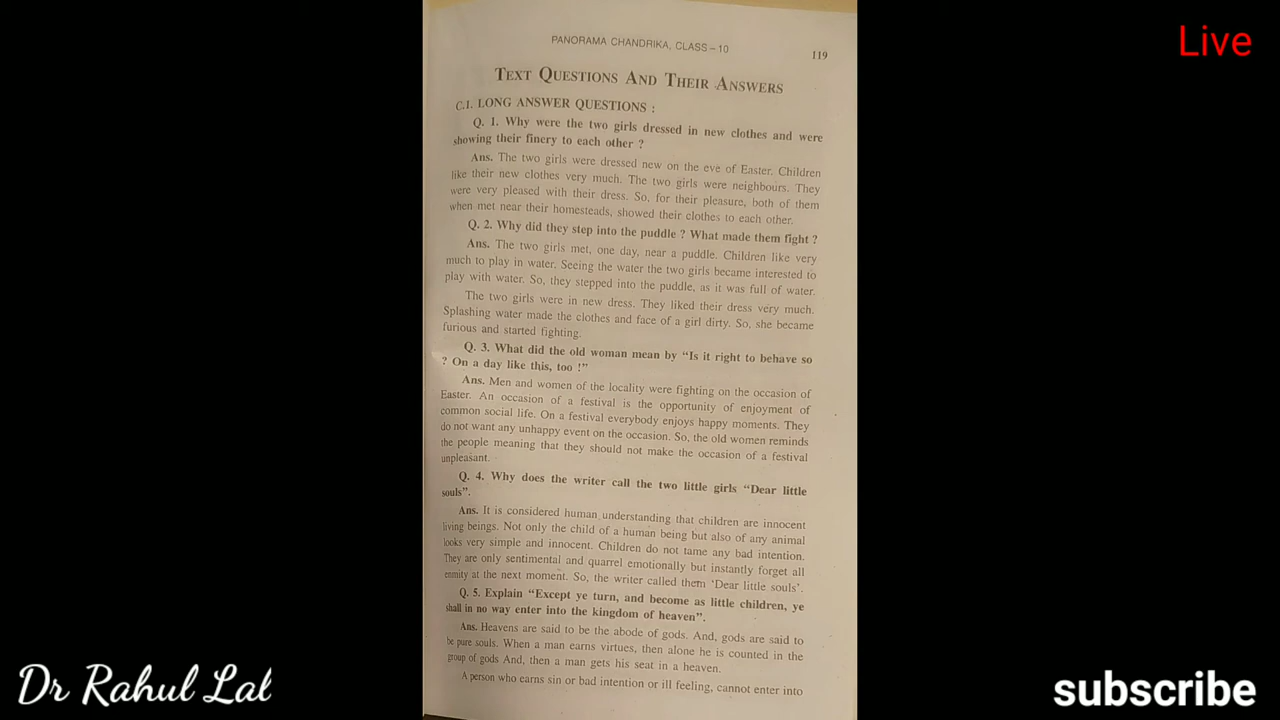 PANORAMA CHANDRIKA, CLASS – 10
119
Live
TEXT QUESTIONS AND THEIR ANSWERS
C.1. LONG ANSWER QUESTIONS :
Q. 1. Why were the two girls dressed in new clothes and were
showing their finery to each other ?
Ans. The two girls were dressed new on the eve of Easter. Children
like their new clothes very much. The two girls were neighbours. They
were very pleased with their dress. So, for their pleasure, both of them
when met near their homesteads, showed their clothes to each other.
Q. 2. Why did they step into the puddle ? What made them fight ?
Ans. The two girls met, one day, near a puddle. Children like very
much to play in water. Seeing the water the two girls became interested to
play with water. So, they stepped into the puddle, as it was full of water.
The two girls were in new dress. They liked their dress very much.
Splashing water made the clothes and face of a girl dirty. So, she became
furious and started fighting.
Q. 3. What did the old woman mean by “Is it right to behave so
? On a day like this, too !”
Ans. Men and women of the locality were fighting on the occasion of
Easter. An occasion of a festival is the opportunity of enjoyment of
common social life. On a festival everybody enjoys happy moments. They
do not want any unhappy event on the occasion. So, the old women reminds
the people meaning that they should not make the occasion of a festival
unpleasant.
Q. 4. Why does the writer call the two little girls “Dear little
souls”.
Ans. It is considered human understanding that children are innocent
living beings. Not only the child of a human being but also of any animal
looks very simple and innocent. Children do not tame any bad intention.
They are only sentimental and quarrel emotionally but instantly forget all
enmity at the next moment. So, the writer called them ‘Dear little souls’.
Q. 5. Explain “Except ye turn, and become as little children, ye
shall in no way enter into the kingdom of heaven”.
Ans. Heavens are said to be the abode of gods. And, gods are said to
be pure souls. When a man earns virtues, then alone he is counted in the
group of gods And, then a man gets his seat in a heaven.
A person who earns sin or bad intention or ill feeling, cannot enter into
Dr Rahul Lal
subscribe